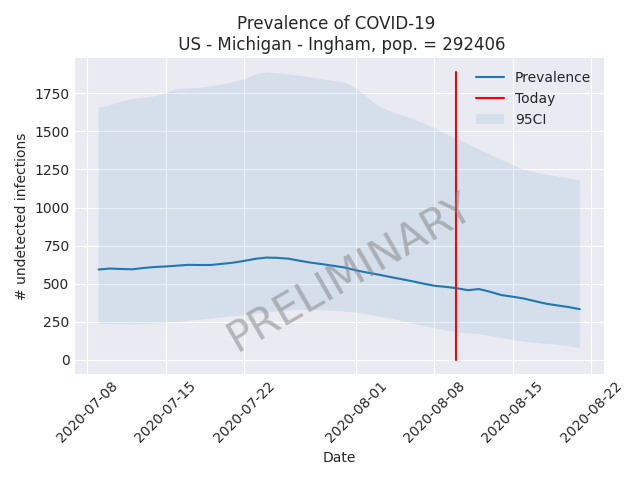 Prevalence of COVID-19
US - Michigan - Ingham, pop. = 292406
Prevalence
Today
95CI
# undetected infections
1750
1500
1250
1000
750
500
250
0
PRELIMINARY
2020-07-08
2020-07-15
2020-07-22
2020-08-01
2020-08-08
2020-08-15
2020-08-22
Date